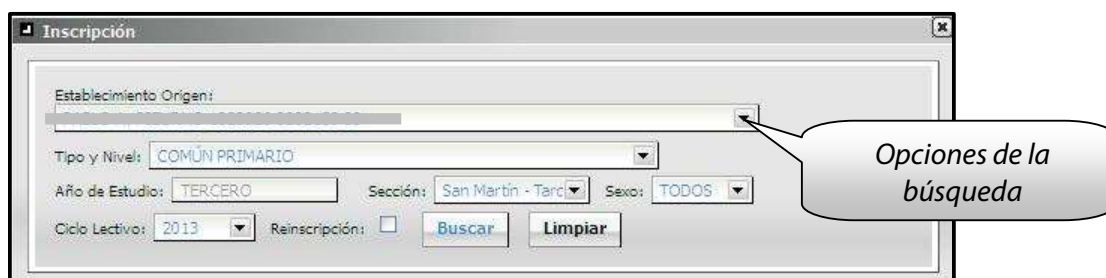 Inscripción
Establecimiento Origen:
Tipo y Nivel: COMÚN PRIMARIO
Año de Estudio: TERCERO Sección: San Martín - Tarc Sexo: TODOS
Ciclo Lectivo: 2013 Reinscripción: Buscar Limpiar
Opciones de la
búsqueda